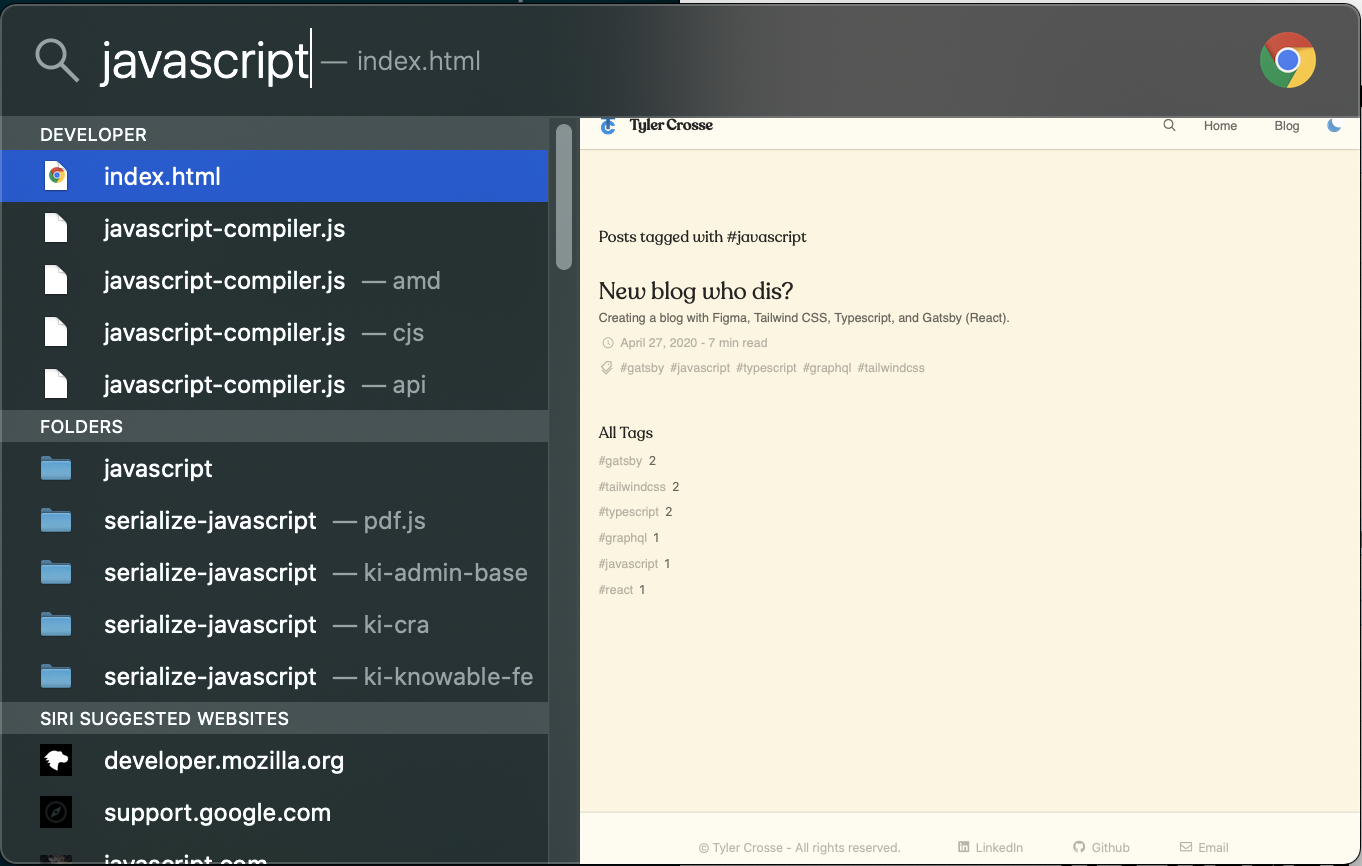 javascript — index.html
DEVELOPER
index.html
javascript-compiler.js
javascript-compiler.js — amd
javascript-compiler.js — cjs
javascript-compiler.js — api
FOLDERS
javascript
serialize-javascript — pdf.js
serialize-javascript — ki-admin-base
serialize-javascript — ki-cra
serialize-javascript — ki-knowable-fe
SIRI SUGGESTED WEBSITES
developer.mozilla.org
support.google.com
javascript.com
Tyler Crosse
Home
Blog
Posts tagged with #javascript
New blog who dis?
Creating a blog with Figma, Tailwind CSS, Typescript, and Gatsby (React).
April 27, 2020 - 7 min read
#gatsby #javascript #typescript #graphql #tailwindcss
All Tags
#gatsby 2
#tailwindcss 2
#typescript 2
#graphql 1
#javascript 1
#react 1
© Tyler Crosse - All rights reserved.
LinkedIn
Github
Email